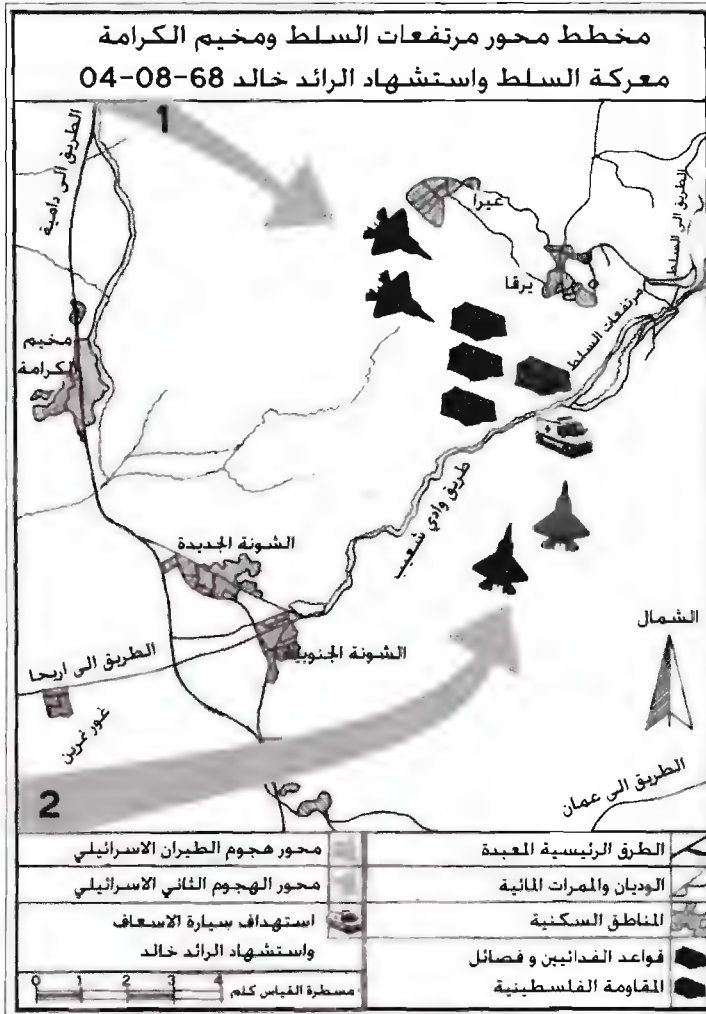 مخطط محور مرتفعات السلط ومخيم الكرامة
معركة السلط واستشهاد الرائد خالد 68-08-04
1
الطريق الى دامية
عيرا
يرقا
الطريق الى السلط
مرتفعات السلط
مخيم
الكرامة
طريق وادي شعيب
الشونة الجديدة
الشونة الجنوبية
الطريق الى اريحا
غور نمرين
الشمال
2
الطريق الى عمان
الطرق الرئيسية المعبدة
محور هجوم الطيران الاسرائيلي
الوديان والممرات المائية
محور الهجوم الثاني الاسرائيلي
المناطق السكنية
استهداف سيارة الاسعاف
واستشهاد الرائد خالد
قواعد الفدائيين و فصائل
المقاومة الفلسطينية
0 1 2 3 4
مسطرة القياس كلم